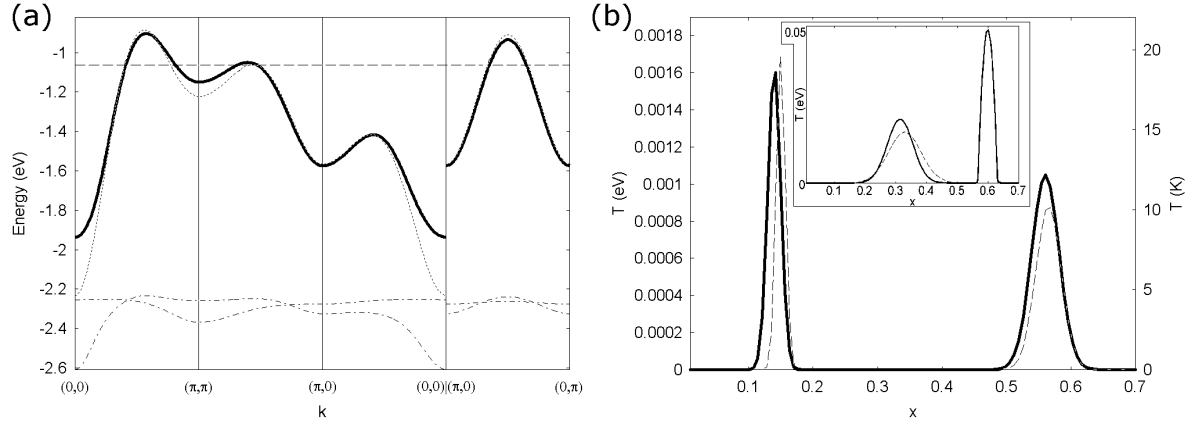 (a)
-1
-1.2
-1.4
-1.6
-1.8
-2
-2.2
-2.4
-2.6
Energy (eV)
(0,0) (π,π) (π,0) (0,0)|(π,0) (0,π)
k
(b)
0.0018
0.0016
0.0014
0.0012
0.001
0.0008
0.0006
0.0004
0.0002
0
T (eV)
0.05
0
T (eV)
0.1 0.2 0.3 0.4 0.5 0.6 0.7
x
20
15
10
5
0
T (K)
0.1 0.2 0.3 0.4 0.5 0.6 0.7
x